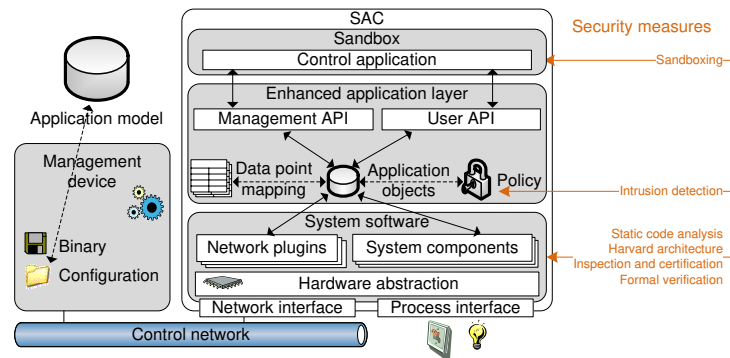 SAC
Security measures
Sandbox
Control application
Sandboxing
Enhanced application layer
Application model
Management API
User API
Management
device
Data point
mapping
Application
objects
Policy
Intrusion detection
System software
Binary
Network plugins
System components
Static code analysis
Harvard architecture
Inspection and certification
Formal verification
Configuration
Hardware abstraction
Network interface
Process interface
Control network